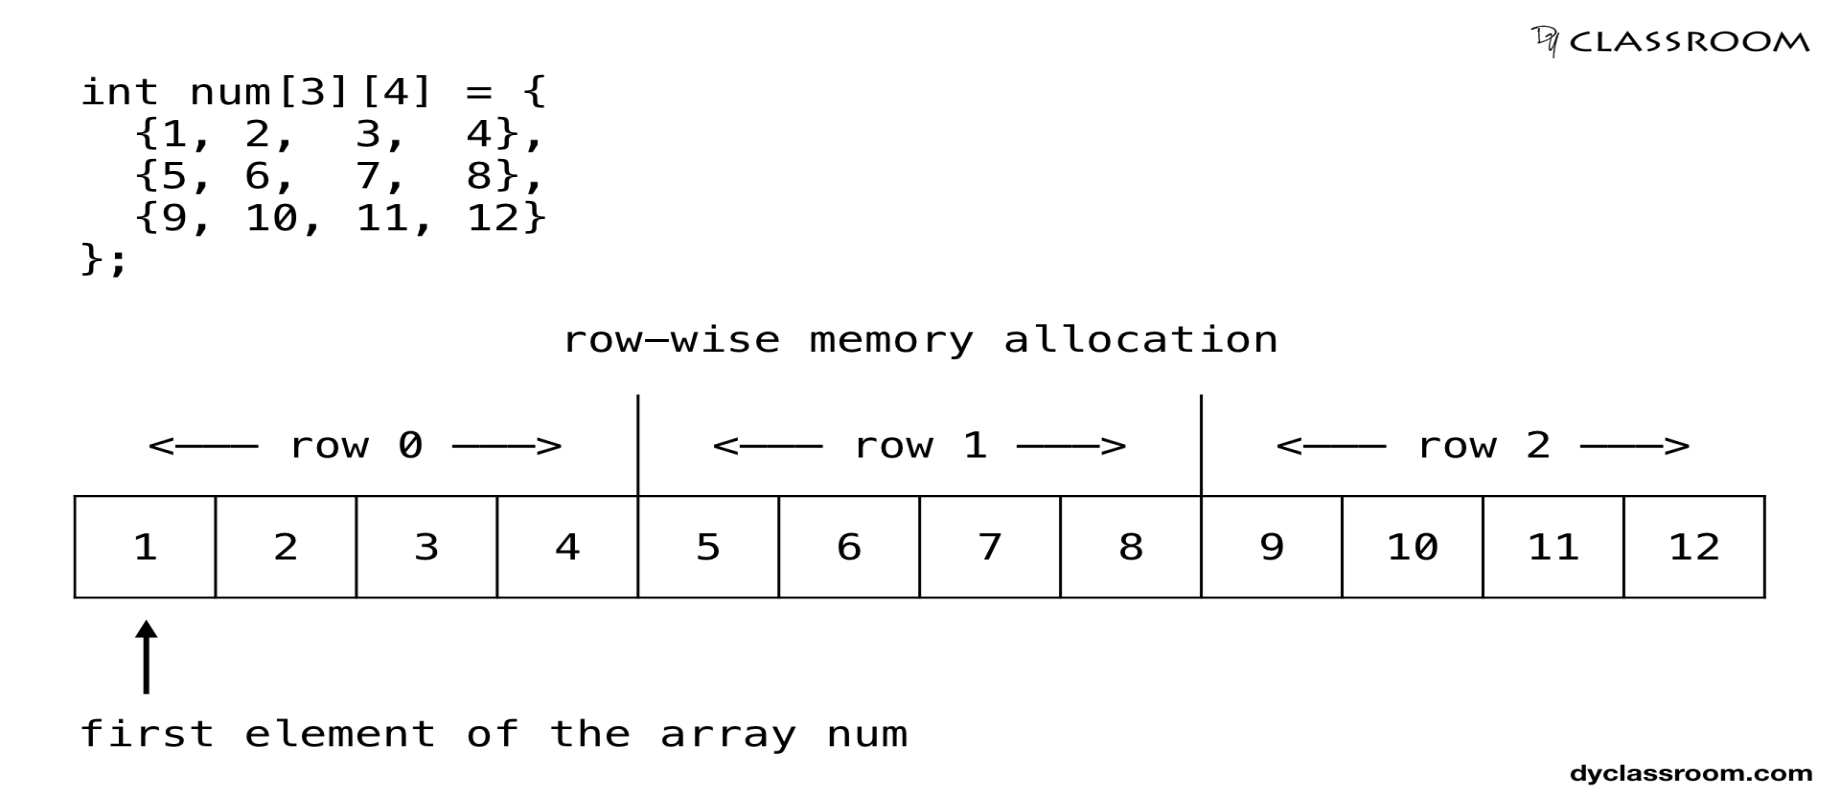 Dy CLASSROOM
int num[3][4] = {
  {1, 2,  3,  4},
  {5, 6,  7,  8},
  {9, 10, 11, 12}
};
row-wise memory allocation
<——— row 0 ———> <——— row 1 ———> <——— row 2 ———>
1 2 3 4 5 6 7 8 9 10 11 12
first element of the array num
dyclassroom.com